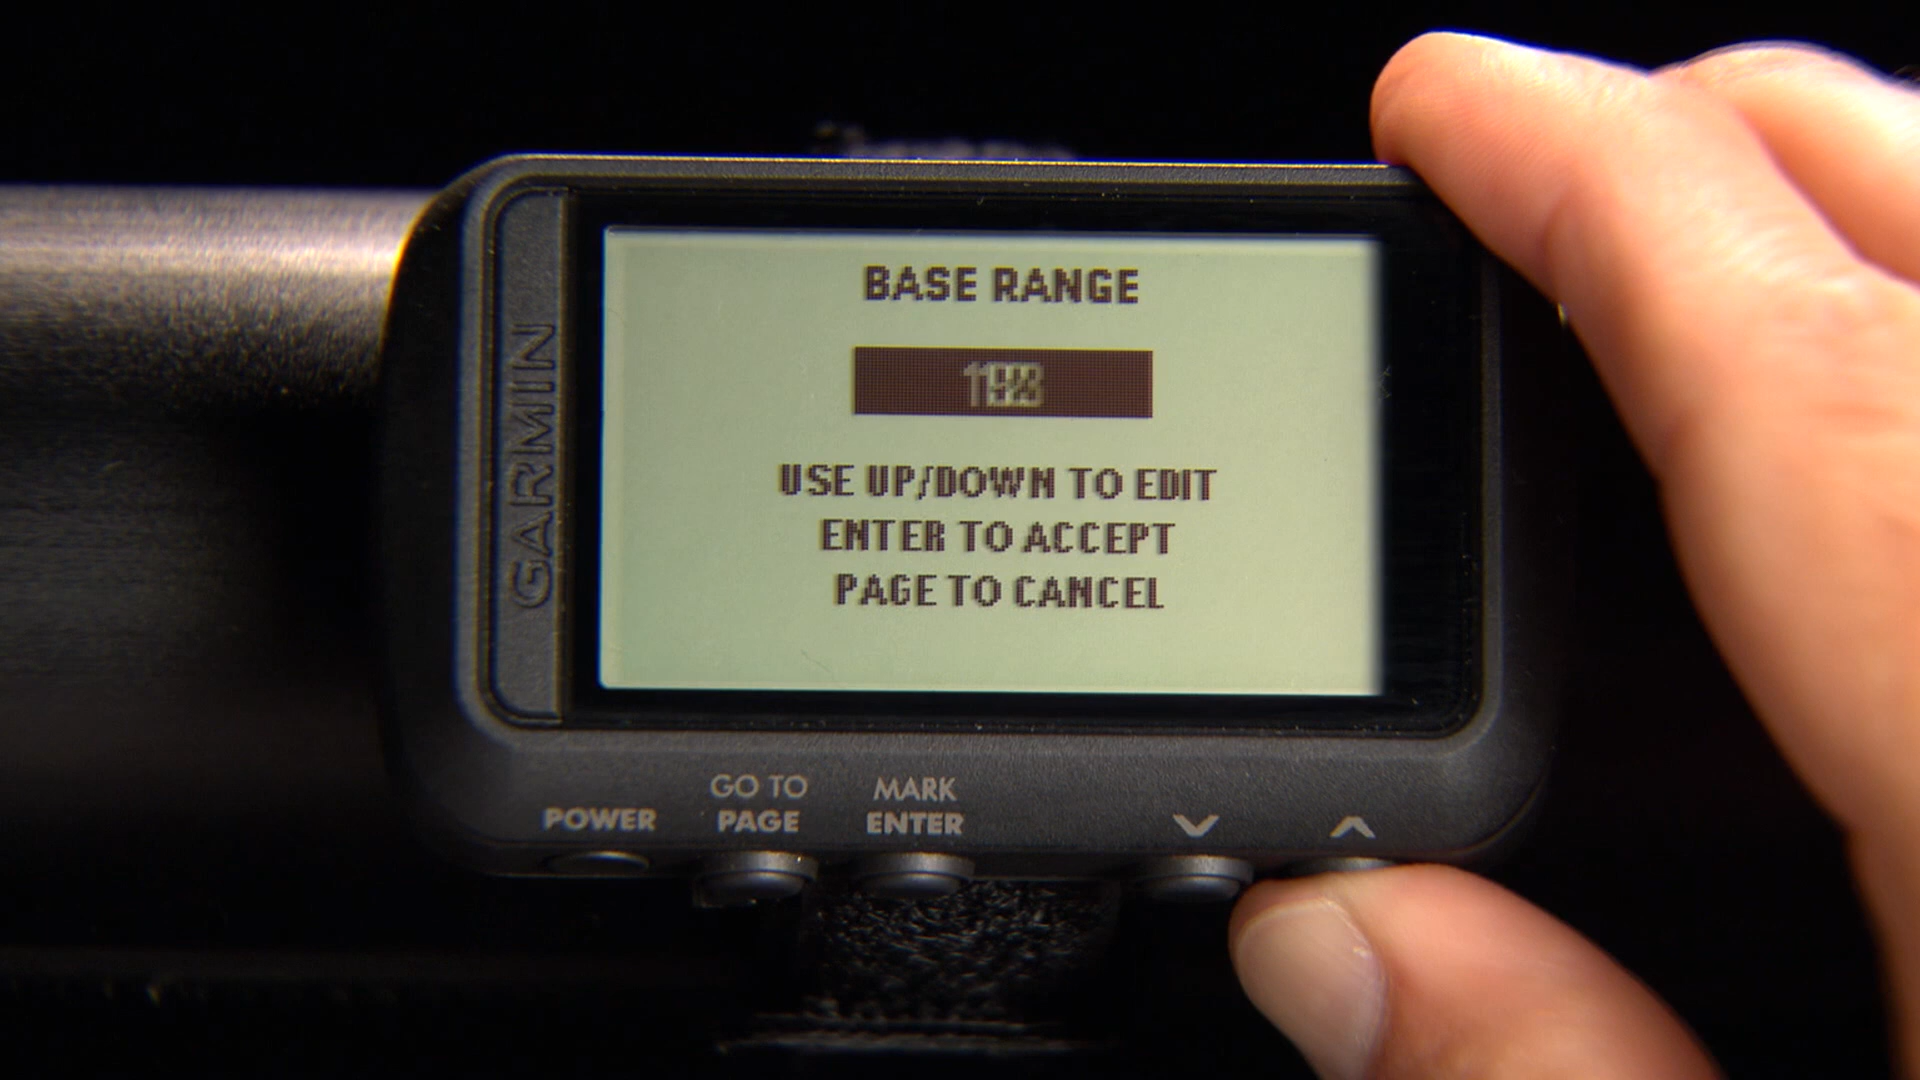 GARMIN
BASE RANGE
USE UP/DOWN TO EDIT
ENTER TO ACCEPT
PAGE TO CANCEL
GO TO
MARK
POWER
PAGE
ENTER